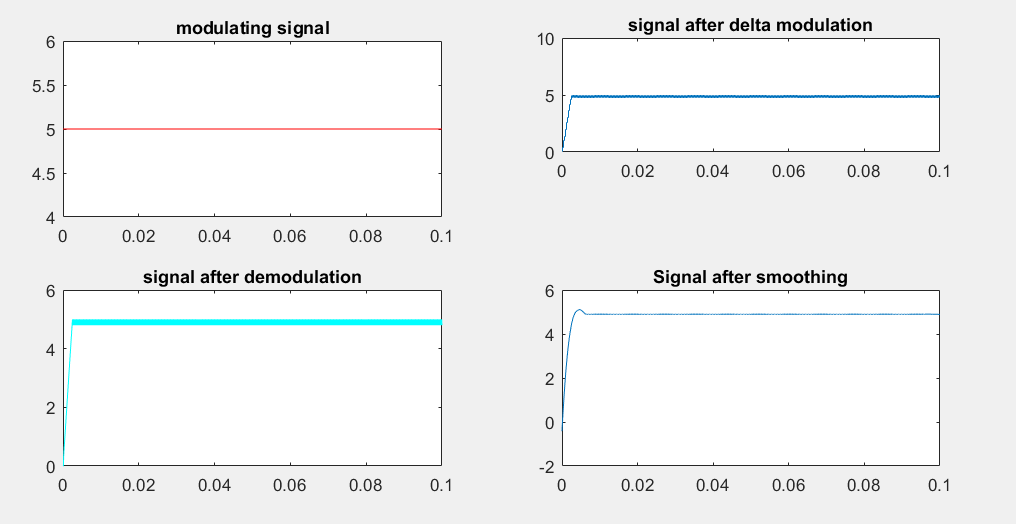 modulating signal
6
5.5
5
4.5
4
0 0.02 0.04 0.06 0.08 0.1
signal after delta modulation
10
5
0
0 0.02 0.04 0.06 0.08 0.1
signal after demodulation
6
4
2
0
0 0.02 0.04 0.06 0.08 0.1
Signal after smoothing
6
4
2
0
-2
0 0.02 0.04 0.06 0.08 0.1